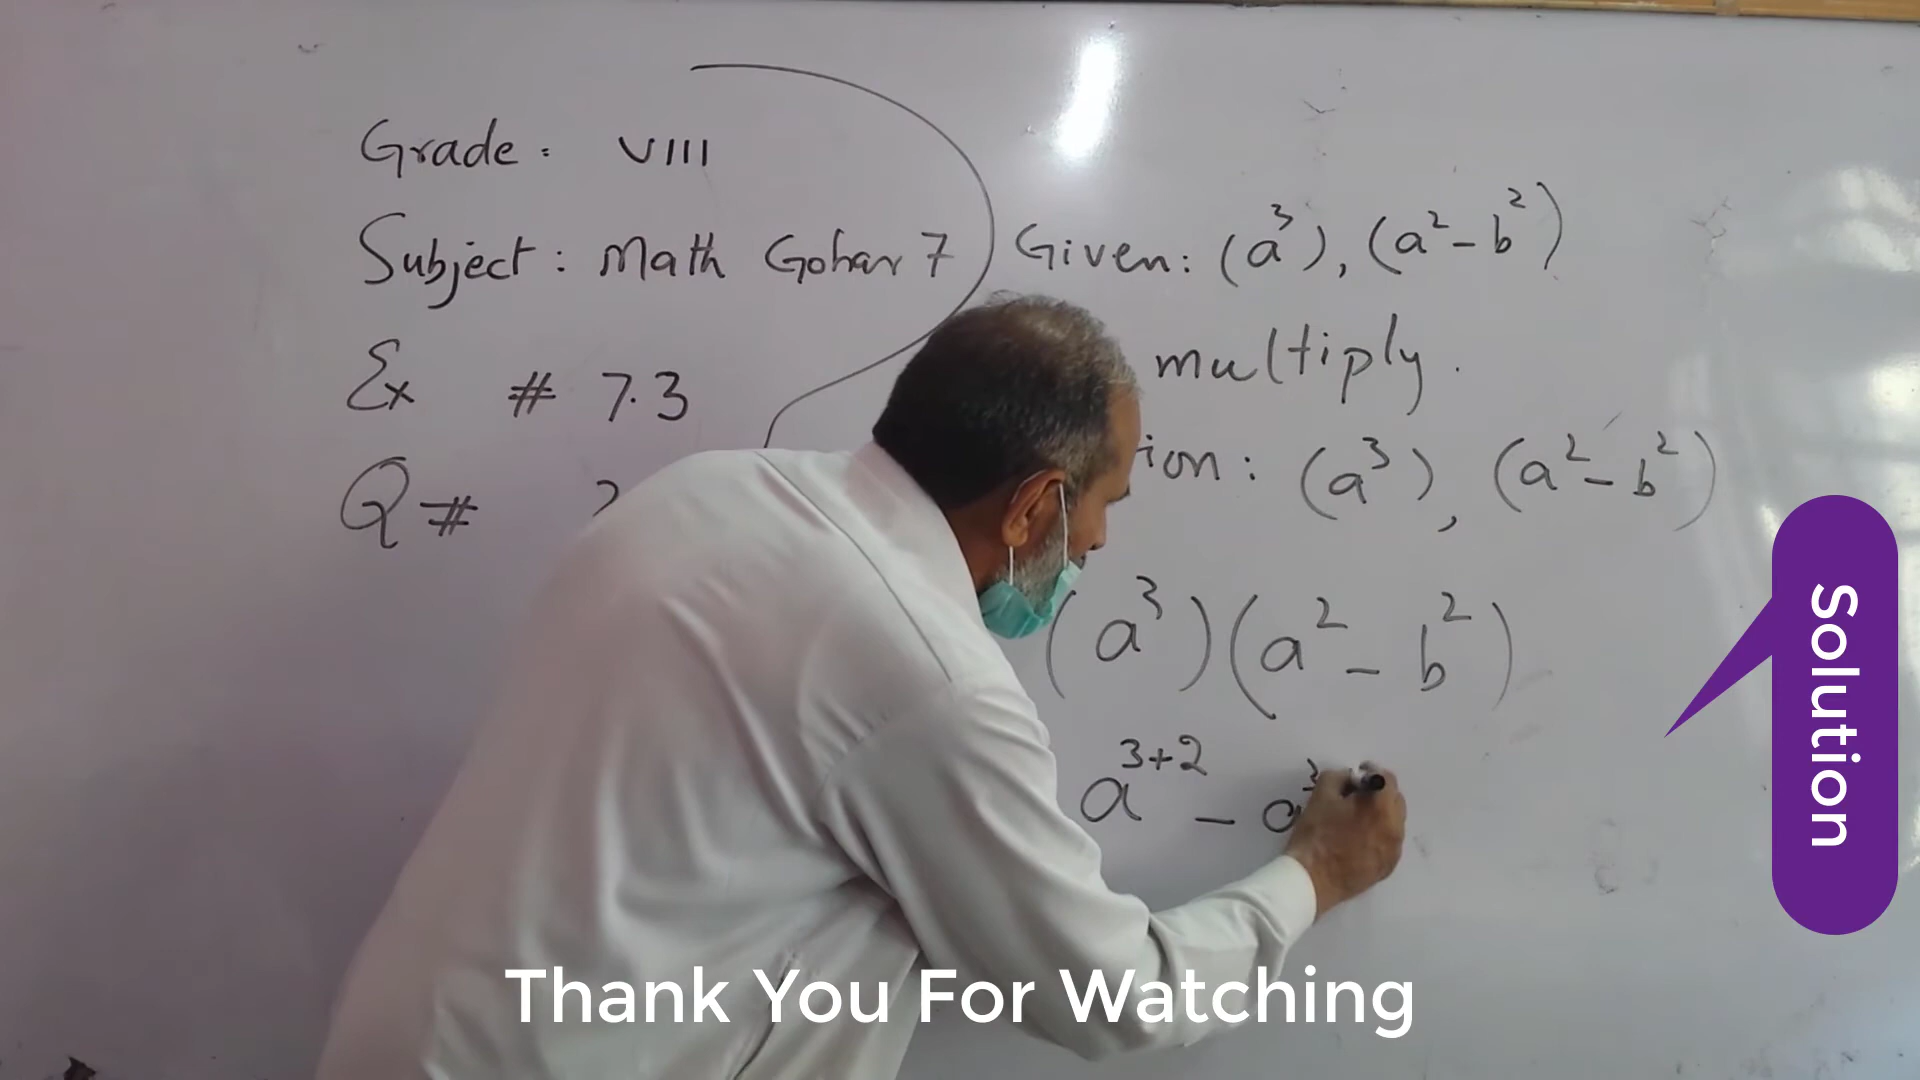 Grade: VIII
Subject: Math Gohar 7
Ex # 7.3
Q #
Given: (a³), (a² - b²)
multiply.
ion: (a³), (a² - b²)
(a³)(a² - b²)
a³⁺² - a³
Solution
Thank You For Watching